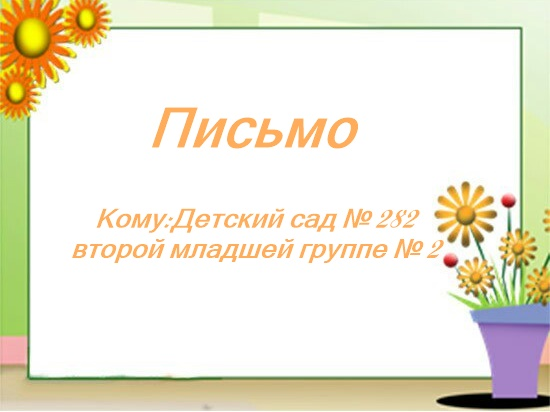 Письмо
Кому:Детский сад № 282
второй младшей группе № 2